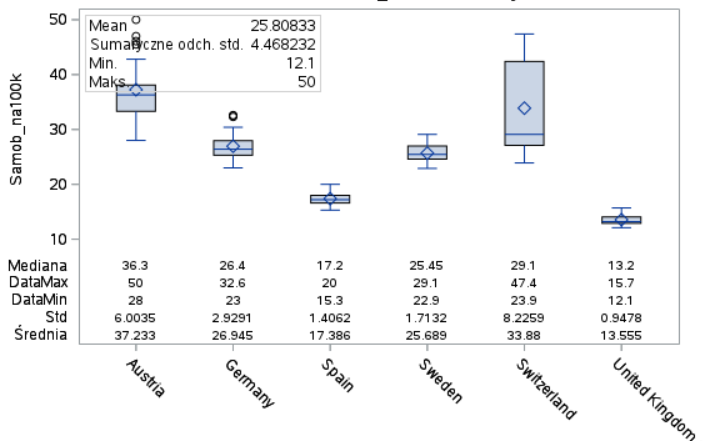 50
40
30
20
10
Samob_na100k
Mean 25.80833
Sumaryczne odch. std. 4.468232
Min. 12.1
Maks. 50
Mediana 36.3 26.4 17.2 25.45 29.1 13.2
DataMax 50 32.6 20 29.1 47.4 15.7
DataMin 28 23 15.3 22.9 23.9 12.1
Std 6.0035 2.9291 1.4062 1.7132 8.2259 0.9478
Średnia 37.233 26.945 17.386 25.689 33.88 13.555
Austria Germany Spain Sweden Switzerland United Kingdom